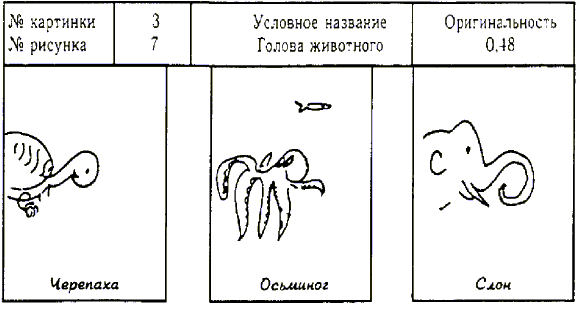 № картинки 3 Условное название Оригинальность
№ рисунка 7 Голова животного 0,48
Черепаха Осьминог Слон